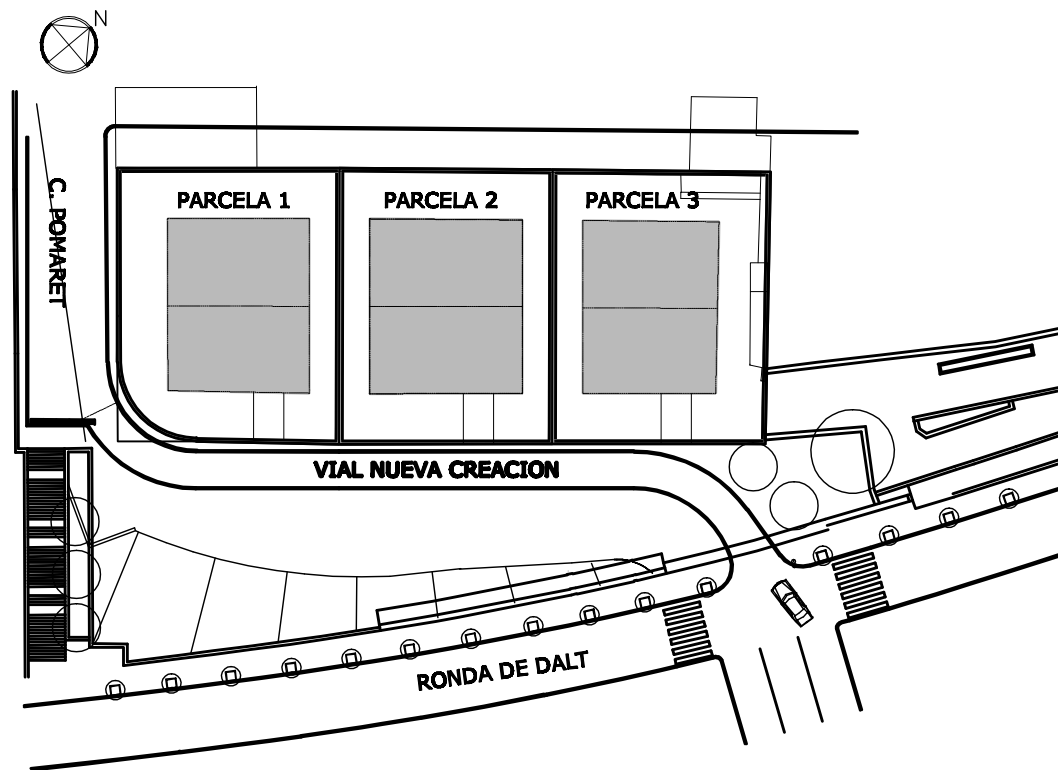 N
PARCELA 1
PARCELA 2
PARCELA 3
C. POMARET
VIAL NUEVA CREACION
RONDA DE DALT